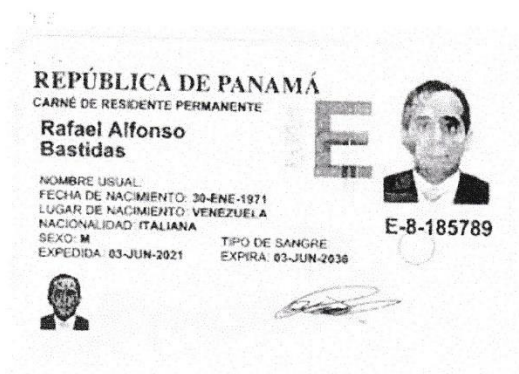 REPÚBLICA DE PANAMÁ
CARNÉ DE RESIDENTE PERMANENTE
Rafael Alfonso
Bastidas
NOMBRE USUAL:
FECHA DE NACIMIENTO: 30-ENE-1971
LUGAR DE NACIMIENTO: VENEZUELA
NACIONALIDAD: ITALIANA
SEXO: M TIPO DE SANGRE
EXPEDIDA: 03-JUN-2021 EXPIRA: 03-JUN-2036
E
E-8-185789